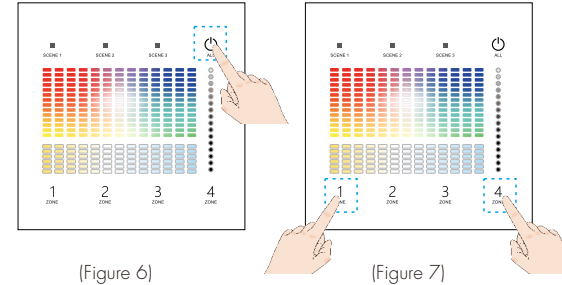 SCENE 1 SCENE 2 SCENE 3 ALL
1 2 3 4
ZONE ZONE ZONE ZONE
(Figure 6)
SCENE 1 SCENE 2 SCENE 3 ALL
1 2 3 4
NE ZONE ZONE
(Figure 7)